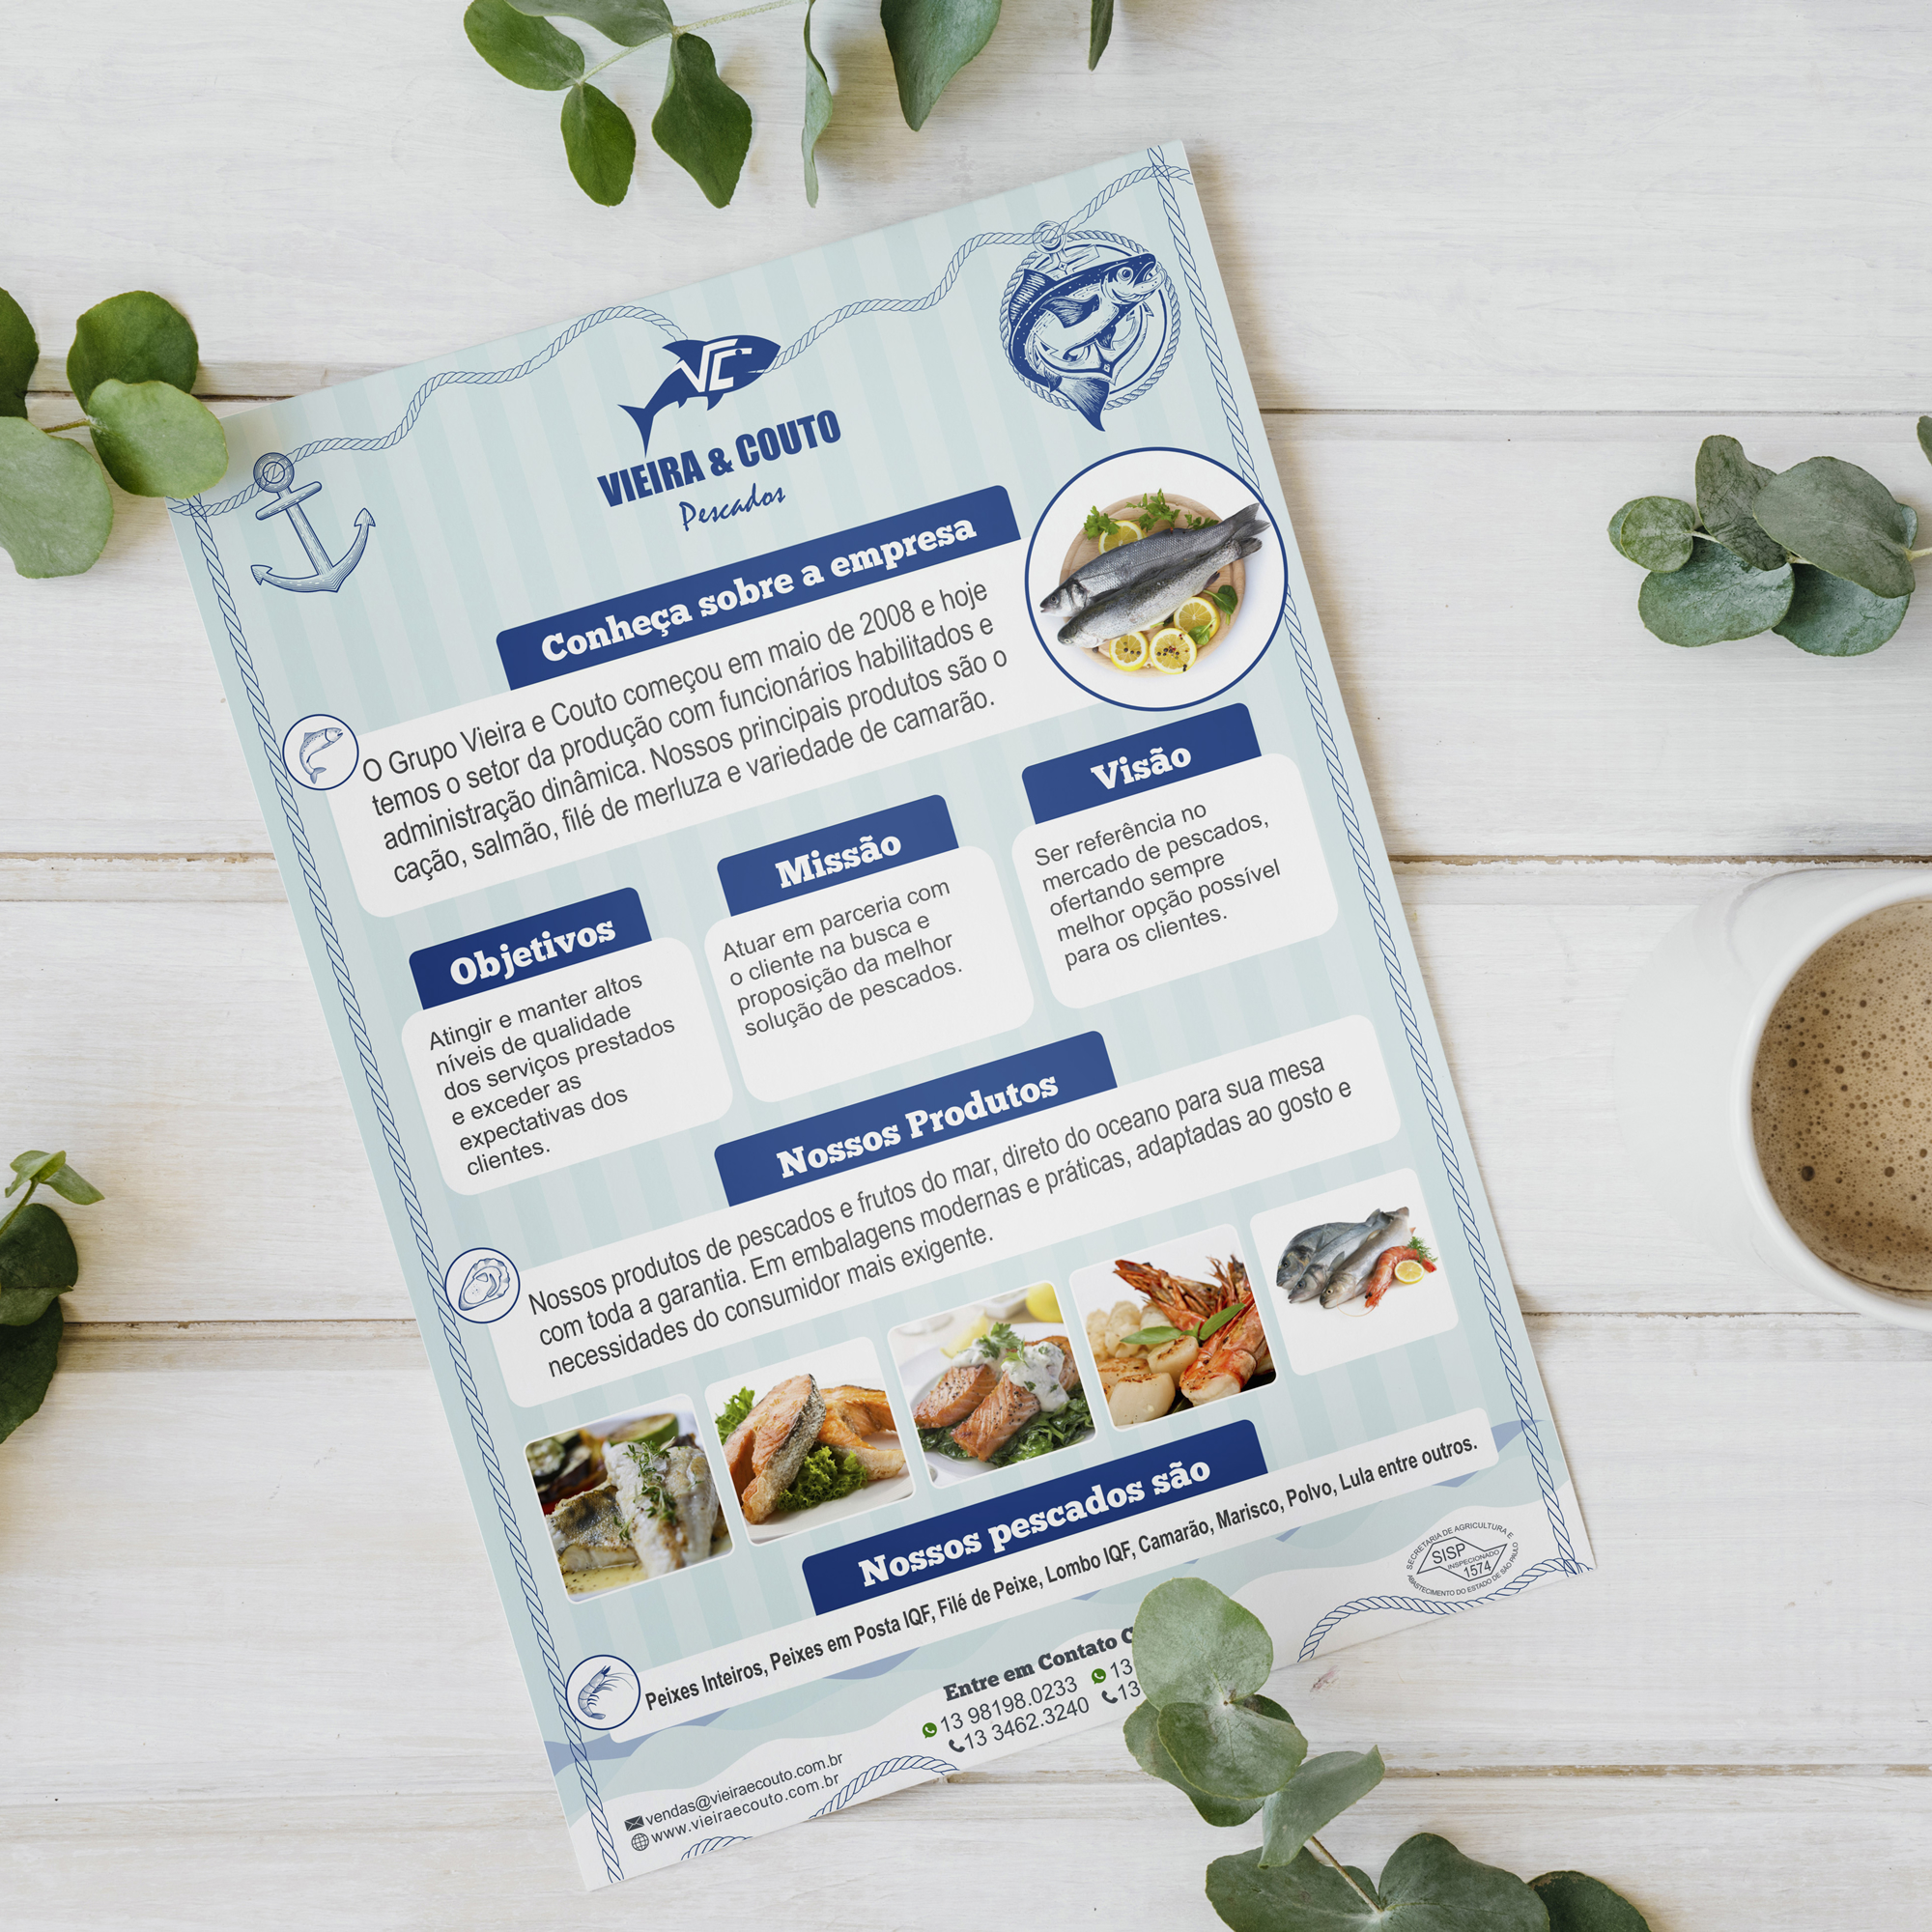 VC
VIEIRA & COUTO
Pescados
Conheça sobre a empresa
O Grupo Vieira e Couto começou em maio de 2008 e hoje
temos o setor da produção com funcionários habilitados e
administração dinâmica. Nossos principais produtos são o
cação, salmão, filé de merluza e variedade de camarão.
Objetivos
Atingir e manter altos
níveis de qualidade
dos serviços prestados
e exceder as
expectativas dos
clientes.
Missão
Atuar em parceria com
o cliente na busca e
proposição da melhor
solução de pescados.
Visão
Ser referência no
mercado de pescados,
ofertando sempre
melhor opção possível
para os clientes.
Nossos Produtos
Nossos produtos de pescados e frutos do mar, direto do oceano para sua mesa
com toda a garantia. Em embalagens modernas e práticas, adaptadas ao gosto e
necessidades do consumidor mais exigente.
Nossos pescados são
Peixes Inteiros, Peixes em Posta IQF, Filé de Peixe, Lombo IQF, Camarão, Marisco, Polvo, Lula entre outros.
SECRETARIA DE AGRICULTURA E
SISP
INSPECIONADO
1574
ABASTECIMENTO DO ESTADO DE SÃO PAULO
Entre em Contato
13 98198.0233 13
13 3462.3240 13
vendas@vieiraecouto.com.br
www.vieiraecouto.com.br